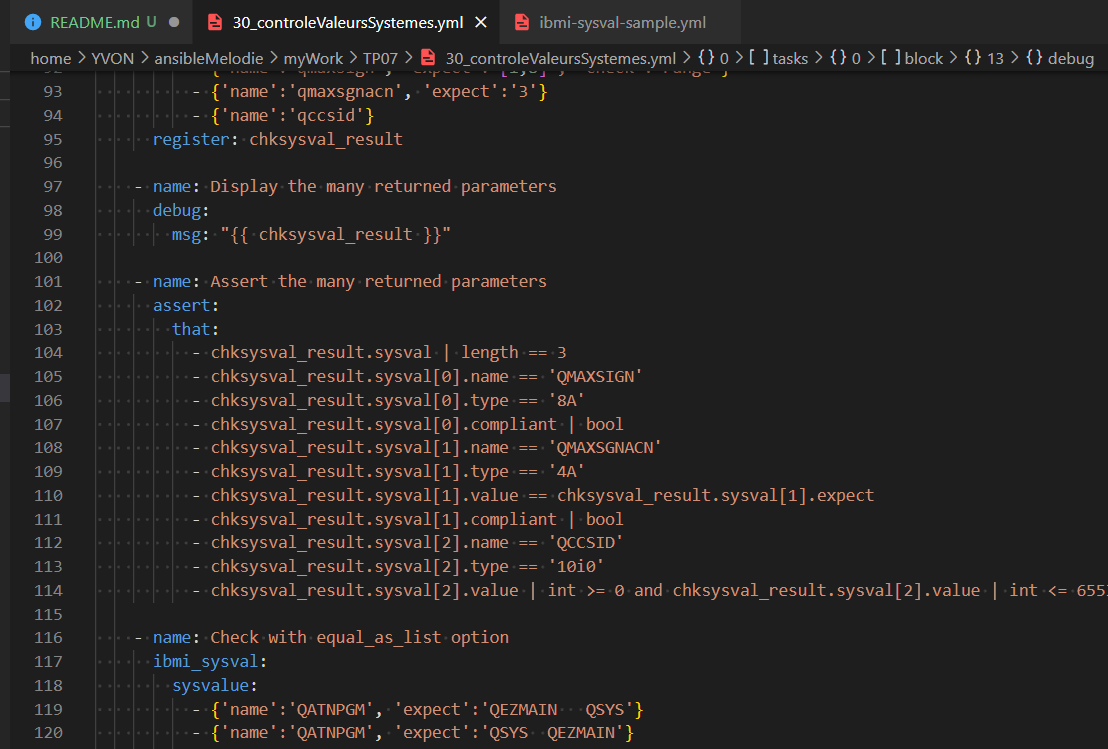 README.md U
30_controleValeursSystemes.yml
ibmi-sysval-sample.yml
home > YVON > ansibleMelodie > myWork > TP07 > 30_controleValeursSystemes.yml > {} 0 > [ ] tasks > {} 0 > [ ] block > {} 13 > {} debug
93 - {'name':'qmaxsgnacn', 'expect':'3'}
94 - {'name':'qccsid'}
95 register: chksysval_result
96
97 - name: Display the many returned parameters
98 debug:
99 msg: "{{ chksysval_result }}"
100
101 - name: Assert the many returned parameters
102 assert:
103 that:
104 - chksysval_result.sysval | length == 3
105 - chksysval_result.sysval[0].name == 'QMAXSIGN'
106 - chksysval_result.sysval[0].type == '8A'
107 - chksysval_result.sysval[0].compliant | bool
108 - chksysval_result.sysval[1].name == 'QMAXSGNACN'
109 - chksysval_result.sysval[1].type == '4A'
110 - chksysval_result.sysval[1].value == chksysval_result.sysval[1].expect
111 - chksysval_result.sysval[1].compliant | bool
112 - chksysval_result.sysval[2].name == 'QCCSID'
113 - chksysval_result.sysval[2].type == '10i0'
114 - chksysval_result.sysval[2].value | int >= 0 and chksysval_result.sysval[2].value | int <=
115
116 - name: Check with equal_as_list option
117 ibmi_sysval:
118 sysvalue:
119 - {'name':'QATNPGM', 'expect':'QEZMAIN   QSYS'}
120 - {'name':'QATNPGM', 'expect':'QSYS  QEZMAIN'}